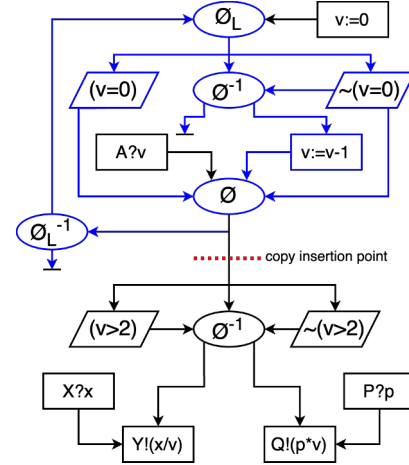 Ø_L
v:=0
(v=0)
Ø⁻¹
~(v=0)
A?v
v:=v-1
Ø
Ø_L⁻¹
copy insertion point
(v>2)
Ø⁻¹
~(v>2)
X?x
P?p
Y!(x/v)
Q!(p*v)